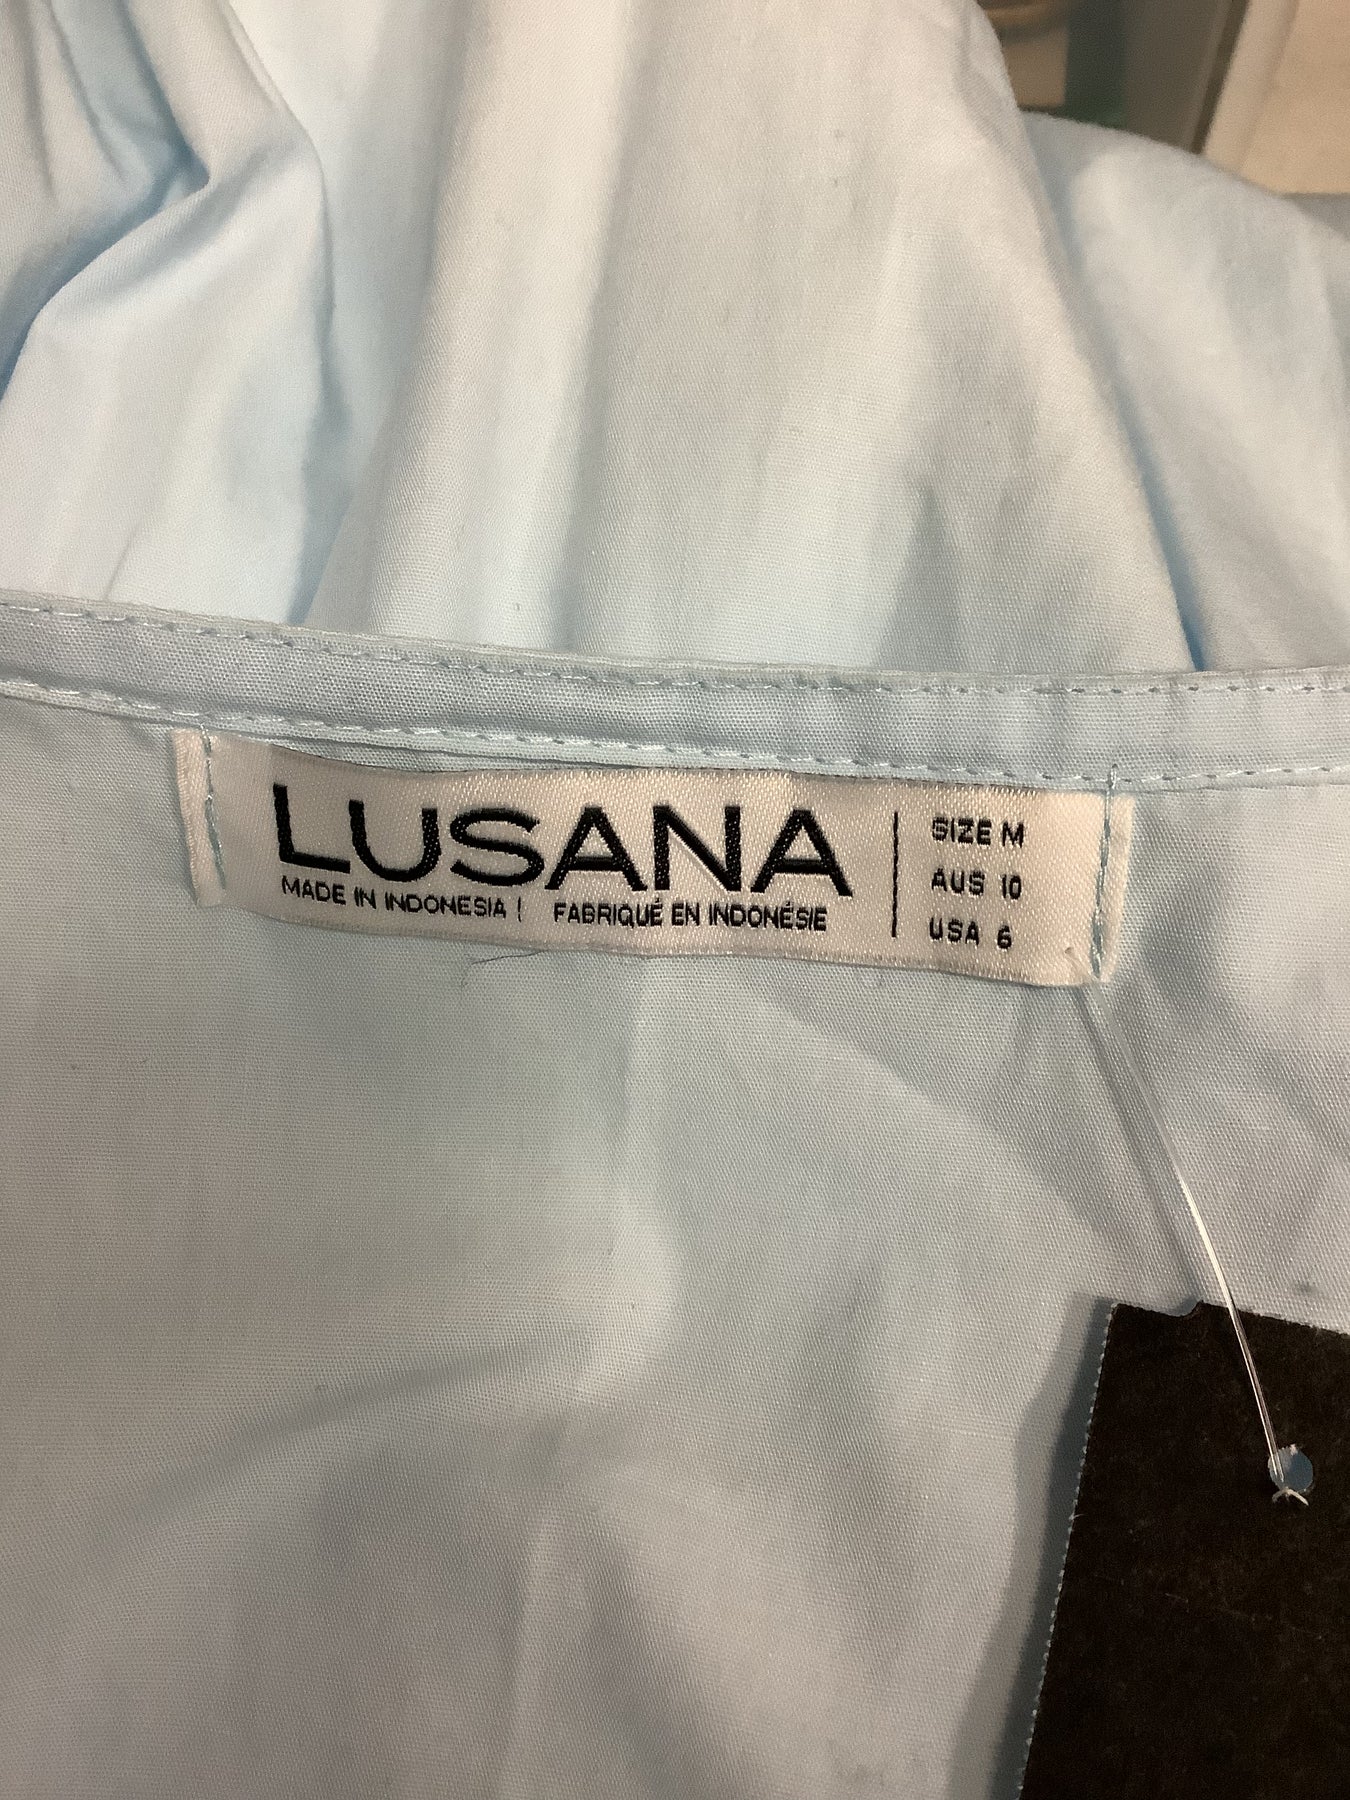 LUSANA
MADE IN INDONESIA | FABRIQUÉ EN INDONÉSIE
SIZE M
AUS 10
USA 6